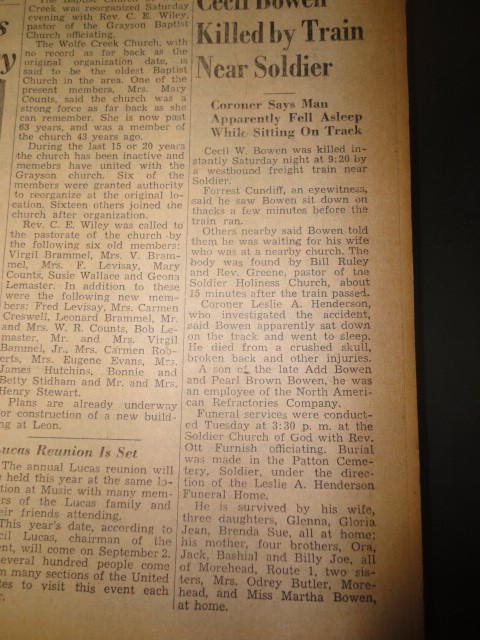 The Baptist Church
Creek was reorganized Saturday
evening with Rev. C. E. Wiley,
pastor of the Grayson Baptist
Church officiating.
The Wolfe Creek Church, with
no record as far back as the
original organization date, is
said to be the oldest Baptist
Church in the area. One of the
present members, Mrs. Mary
Counts, said the church was a
strong force as far back as she
can remember. She is now past
63 years, and was a member of
the church 43 years ago.
During the last 15 or 20 years
the church has been inactive and
memebrs have united with the
Grayson church. Six of the
members were granted authority
to reorganize at the original lo-
cation. Sixteen others joined the
church after organization.
Rev. C. E. Wiley was called to
the pastorate of the church by
the following six old members:
Virgil Brammel, Mrs. V. Bram-
mel, Mrs. F. Levisay, Mary
Counts, Susie Wallace and Geona
Lemaster. In addition to these
were the following new mem-
bers: Fred Levisay, Mrs. Carmen
Creswell, Leonard Brammel, Mr.
and Mrs. W. R. Counts, Bob Le-
master, Mr. and Mrs. Virgil
Bammel, Jr., Mrs. Carmen Rob-
erts, Mrs. Eugene Evans, Mrs.
James Hutchins, Bonnie and
Betty Stidham and Mr. and Mrs.
Henry Stewart.
Plans are already underway
for construction of a new build-
ing at Leon.
Lucas Reunion Is Set
The annual Lucas reunion will
be held this year at the same lo-
tion at Music with many mem-
rs of the Lucas family and
eir friends attending.
This year's date, according to
cil Lucas, chairman of the
nt, will come on September 2.
everal hundred people come
m many sections of the United
tes to visit this event each
r.
Cecil Bowen
Killed by Train
Near Soldier
Coroner Says Man
Apparently Fell Asleep
While Sitting On Track
Cecil W. Bowen was killed in-
stantly Saturday night at 9:20 by
a westbound freight train near
Soldier.
Forrest Cundiff, an eyewitness,
said he saw Bowen sit down on
thacks a few minutes before the
train ran.
Others nearby said Bowen told
them he was waiting for his wife
who was at a nearby church. The
body was found by Bill Ruley
and Rev. Greene, pastor of the
Soldier Holiness Church, about
15 minutes after the train passed.
Coroner Leslie A. Henderson,
who investigated the accident,
said Bowen apparently sat down
on the track and went to sleep.
He died from a crushed skull,
broken back and other injuries.
A son of the late Add Bowen
and Pearl Brown Bowen, he was
an employee of the North Amer-
ican Refractories Company.
Funeral services were conduct-
ed Tuesday at 3:30 p. m. at the
Soldier Church of God with Rev.
Ott Furnish officiating. Burial
was made in the Patton Ceme-
tery, Soldier, under the direc-
tion of the Leslie A. Henderson
Funeral Home.
He is survived by his wife,
three daughters, Glenna, Gloria
Jean, Brenda Sue, all at home;
his mother, four brothers, Ora,
Jack, Bashial and Billy Joe, all
of Morehead, Route 1, two sis-
ters, Mrs. Odrey Butler, More-
head, and Miss Martha Bowen,
at home.